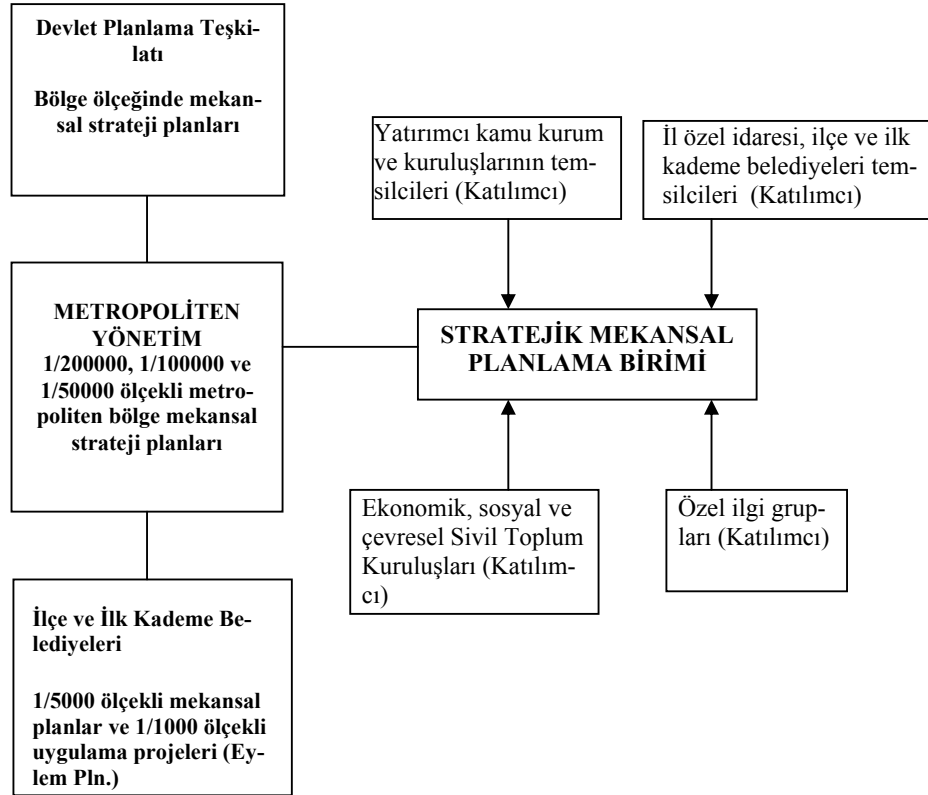 Devlet Planlama Teşki-
latı
Bölge ölçeğinde mekan-
sal strateji planları
Yatırımcı kamu kurum
ve kuruluşlarının tem-
silcileri (Katılımcı)
İl özel idaresi, ilçe ve ilk
kademe belediyeleri tem-
silcileri  (Katılımcı)
METROPOLİTEN
YÖNETİM
1/200000, 1/100000 ve
1/50000 ölçekli metro-
politen bölge mekansal
strateji planları
STRATEJİK MEKANSAL
PLANLAMA BİRİMİ
Ekonomik, sosyal ve
çevresel Sivil Toplum
Kuruluşları (Katılım-
cı)
Özel ilgi grup-
ları (Katılımcı)
İlçe ve İlk Kademe Be-
lediyeleri
1/5000 ölçekli mekansal
planlar ve 1/1000 ölçekli
uygulama projeleri (Ey-
lem Pln.)